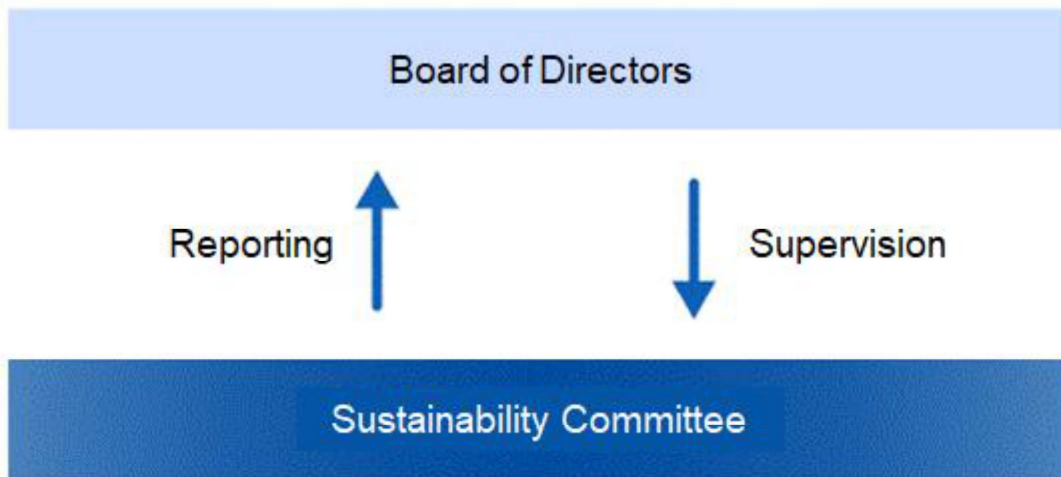 Board of Directors
Reporting
Supervision
Sustainability Committee